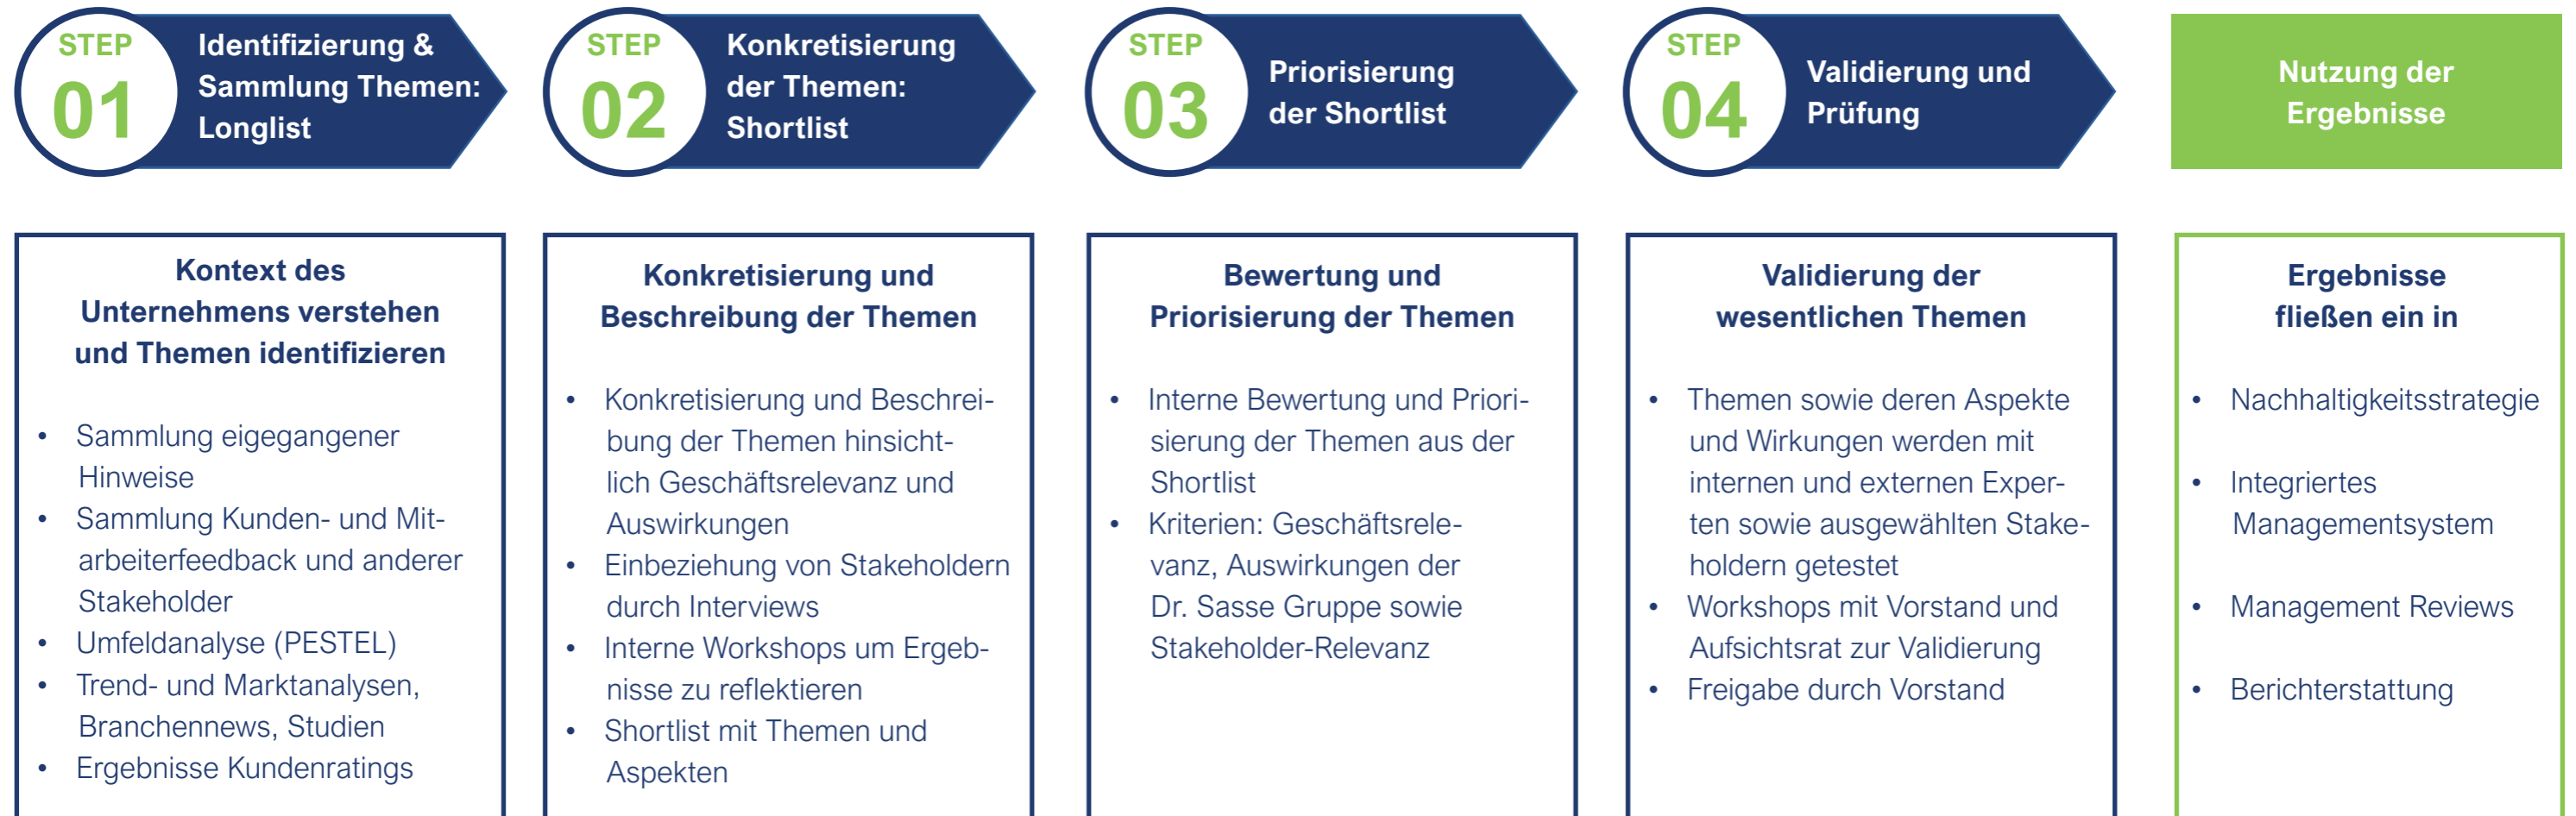 STEP
01
Identifizierung &
Sammlung Themen:
Longlist
STEP
02
Konkretisierung
der Themen:
Shortlist
STEP
03
Priorisierung
der Shortlist
STEP
04
Validierung und
Prüfung
Nutzung der
Ergebnisse
Kontext des
Unternehmens verstehen
und Themen identifizieren
• Sammlung eigegangener
Hinweise
• Sammlung Kunden- und Mit-
arbeiterfeedback und anderer
Stakeholder
• Umfeldanalyse (PESTEL)
• Trend- und Marktanalysen,
Branchennews, Studien
• Ergebnisse Kundenratings
Konkretisierung und
Beschreibung der Themen
• Konkretisierung und Beschrei-
bung der Themen hinsicht-
lich Geschäftsrelevanz und
Auswirkungen
• Einbeziehung von Stakeholdern
durch Interviews
• Interne Workshops um Ergeb-
nisse zu reflektieren
• Shortlist mit Themen und
Aspekten
Bewertung und
Priorisierung der Themen
• Interne Bewertung und Priori-
sierung der Themen aus der
Shortlist
• Kriterien: Geschäftsrele-
vanz, Auswirkungen der
Dr. Sasse Gruppe sowie
Stakeholder-Relevanz
Validierung der
wesentlichen Themen
• Themen sowie deren Aspekte
und Wirkungen werden mit
internen und externen Exper-
ten sowie ausgewählten Stake-
holdern getestet
• Workshops mit Vorstand und
Aufsichtsrat zur Validierung
• Freigabe durch Vorstand
Ergebnisse
fließen ein in
• Nachhaltigkeitsstrategie
• Integriertes
Managementsystem
• Management Reviews
• Berichterstattung